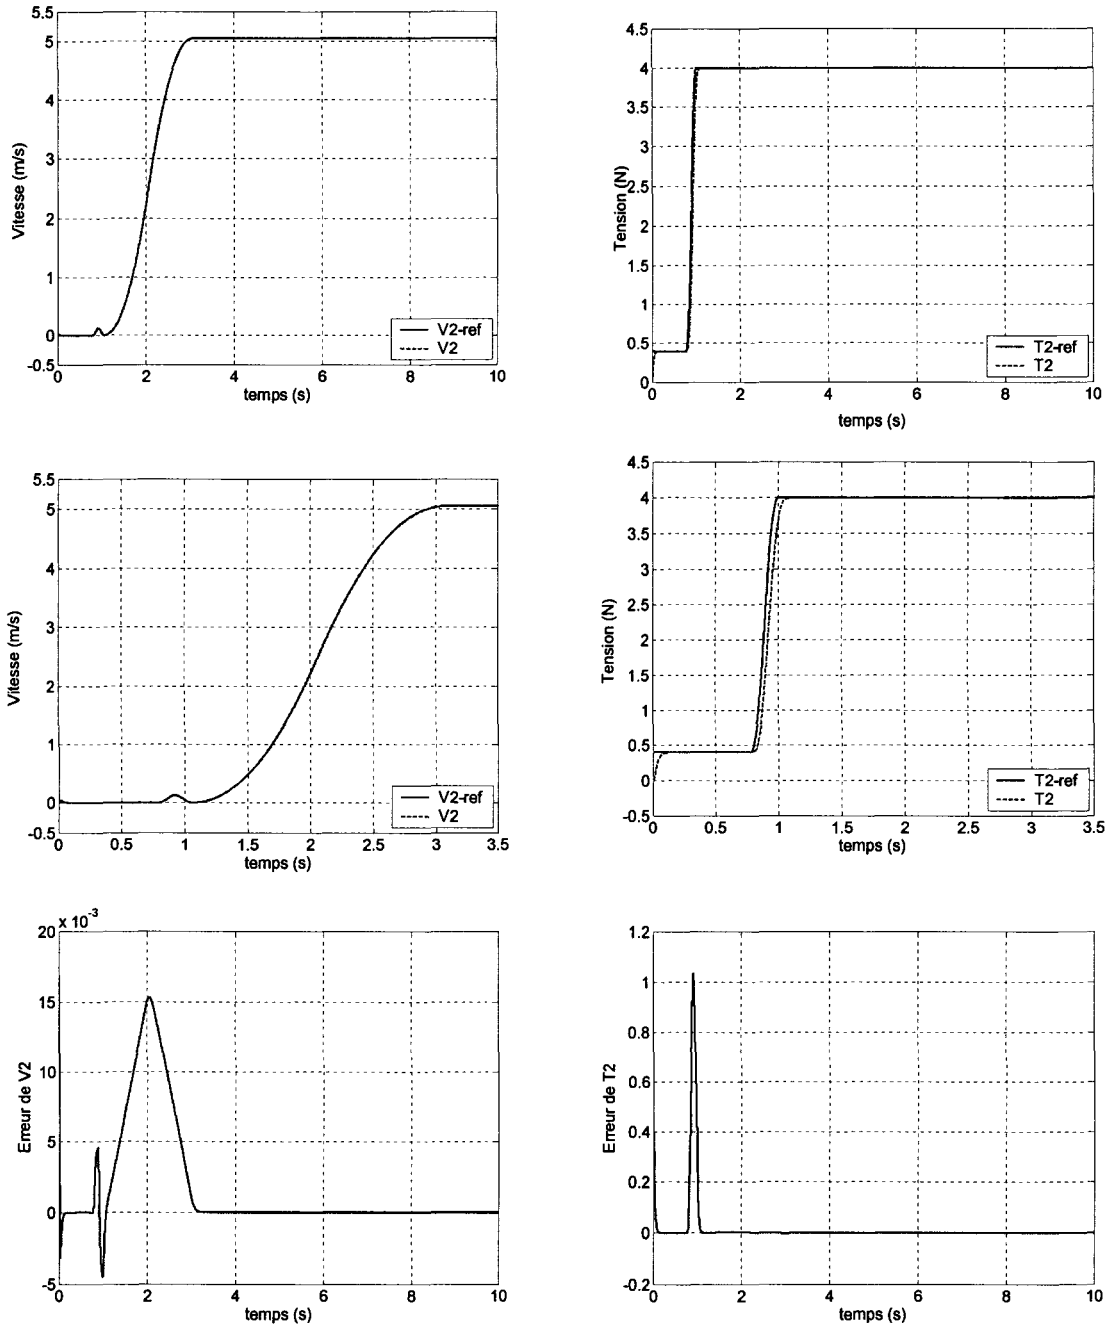 5.5
5
4
3
2
1
0
-0.5
0 2 4 6 8 10
Vitesse (m/s)
temps (s)
V2-ref
V2
4.5
4
3.5
3
2.5
2
1.5
1
0.5
0
0 2 4 6 8 10
Tension (N)
temps (s)
T2-ref
T2
5.5
5
4
3
2
1
0
-0.5
0 0.5 1 1.5 2 2.5 3 3.5
Vitesse (m/s)
temps (s)
V2-ref
V2
4.5
4
3.5
3
2.5
2
1.5
1
0.5
0
-0.5
0 0.5 1 1.5 2 2.5 3 3.5
Tension (N)
temps (s)
T2-ref
T2
x 10-3
20
15
10
5
0
-5
0 2 4 6 8 10
Erreur de V2
temps (s)
1.2
1
0.8
0.6
0.4
0.2
0
-0.2
0 2 4 6 8 10
Erreur de T2
temps (s)